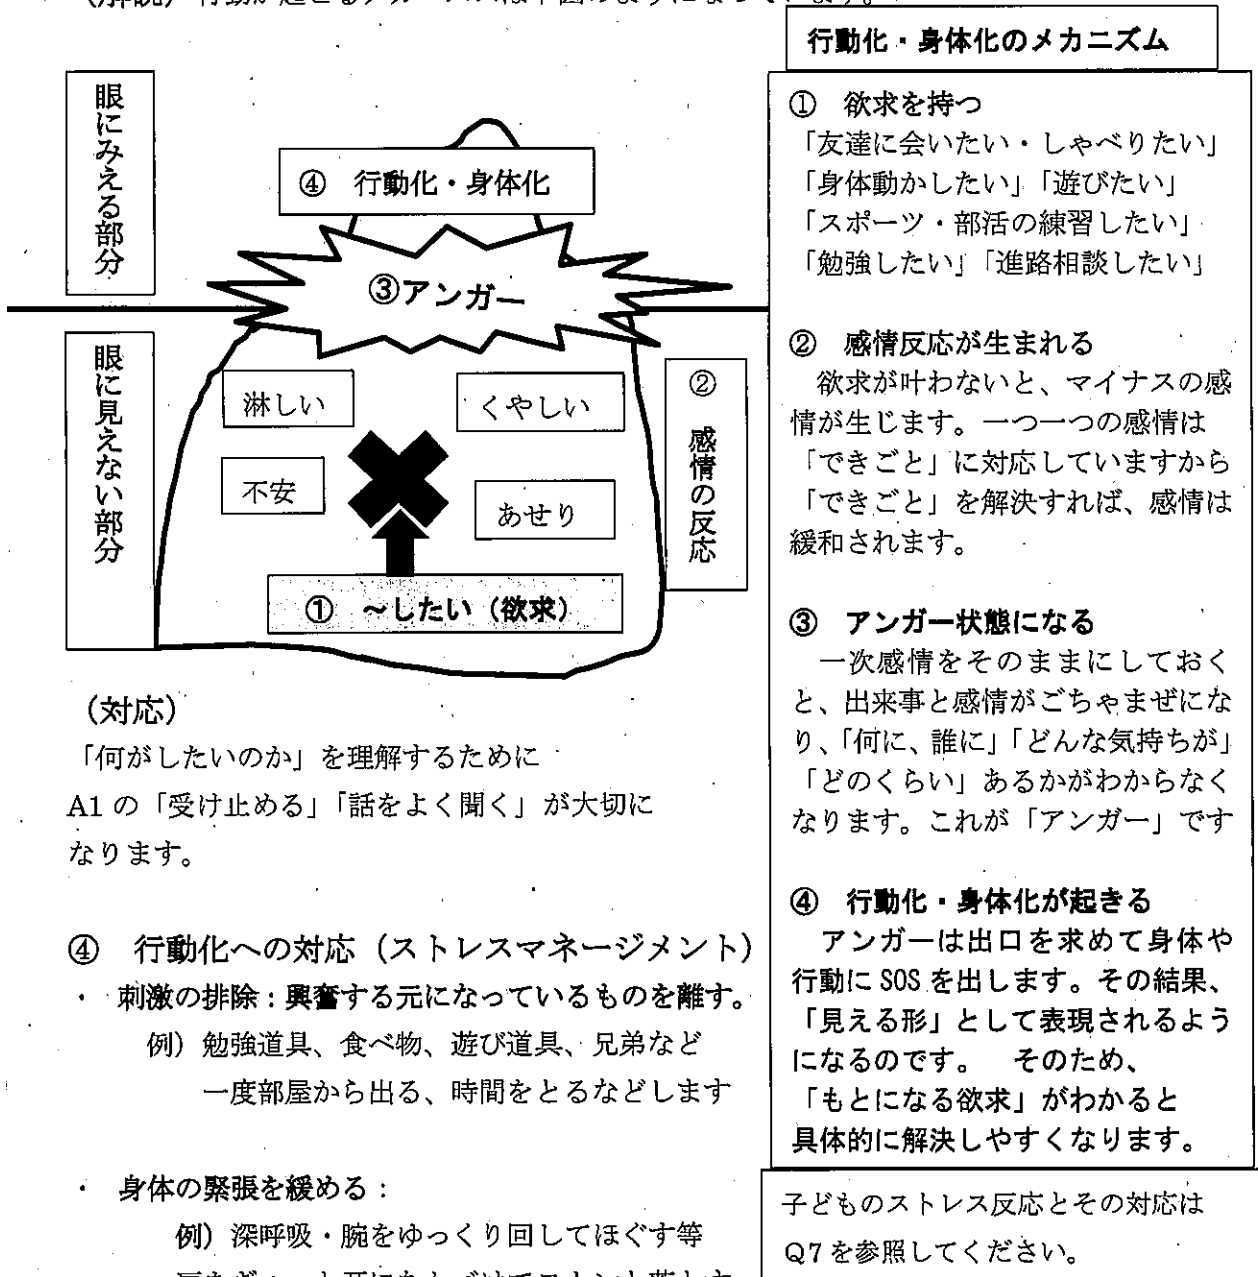 行動化・身体化のメカニズム
眼にみえる部分
④ 行動化・身体化
③アンガー
眼に見えない部分
淋しい
くやしい
不安
あせり
② 感情の反応
① ～したい（欲求）
（対応）
「何がしたいのか」を理解するために
A1の「受け止める」「話をよく聞く」が大切に
なります。
④ 行動化への対応（ストレスマネージメント）
・ 刺激の排除：興奮する元になっているものを離す。
例）勉強道具、食べ物、遊び道具、兄弟など
一度部屋から出る、時間をとるなどします
・ 身体の緊張を緩める：
例）深呼吸・腕をゆっくり回してほぐす等
① 欲求を持つ
「友達に会いたい・しゃべりたい」
「身体動かしたい」「遊びたい」
「スポーツ・部活の練習したい」
「勉強したい」「進路相談したい」
② 感情反応が生まれる
欲求が叶わないと、マイナスの感
情が生じます。一つ一つの感情は
「できごと」に対応していますから
「できごと」を解決すれば、感情は
緩和されます。
③ アンガー状態になる
一次感情をそのままにしておく
と、出来事と感情がごちゃまぜにな
り、「何に、誰に」「どんな気持ちが」
「どのくらい」あるかがわからなく
なります。これが「アンガー」です
④ 行動化・身体化が起きる
アンガーは出口を求めて身体や
行動にSOSを出します。その結果、
「見える形」として表現されるよう
になるのです。 そのため、
「もとになる欲求」がわかると
具体的に解決しやすくなります。
子どものストレス反応とその対応は
Q7を参照してください。